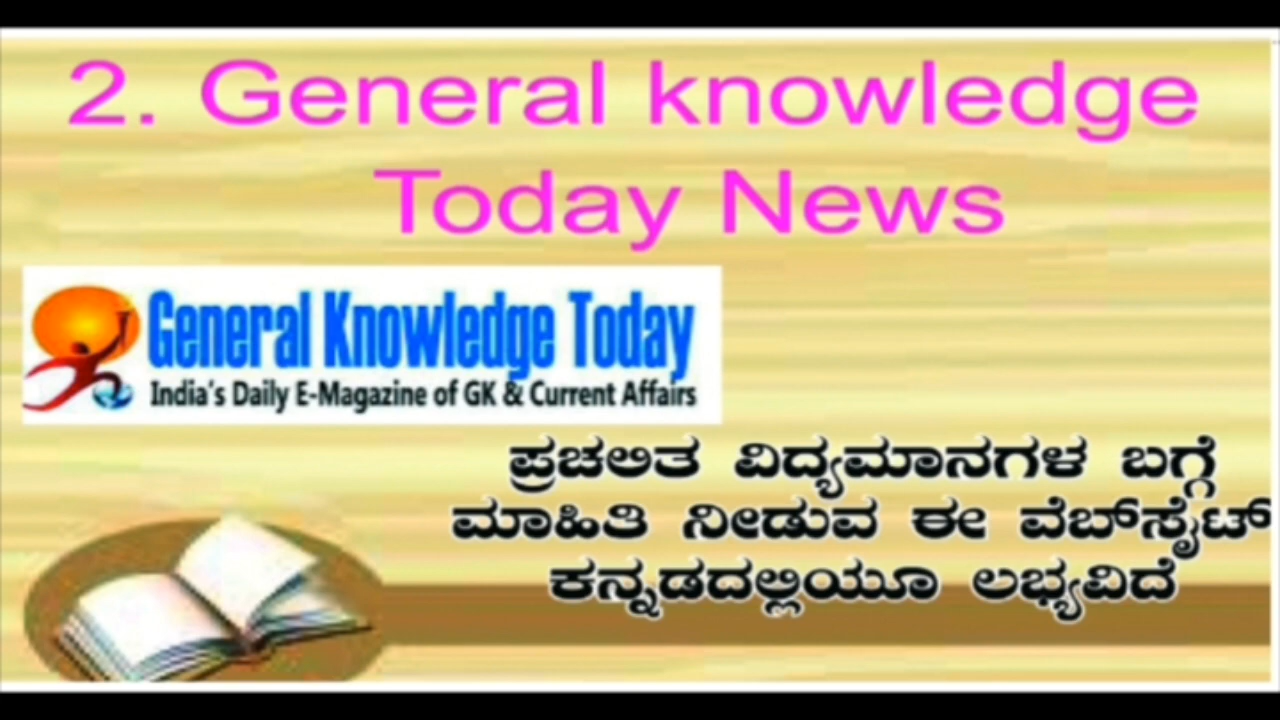 2. General knowledge
Today News
General Knowledge Today
India's Daily E-Magazine of GK & Current Affairs
ಪ್ರಚಲಿತ ವಿದ್ಯಮಾನಗಳ ಬಗ್ಗೆ
ಮಾಹಿತಿ ನೀಡುವ ಈ ವೆಬ್‌ಸೈಟ್
ಕನ್ನಡದಲ್ಲಿಯೂ ಲಭ್ಯವಿದೆ